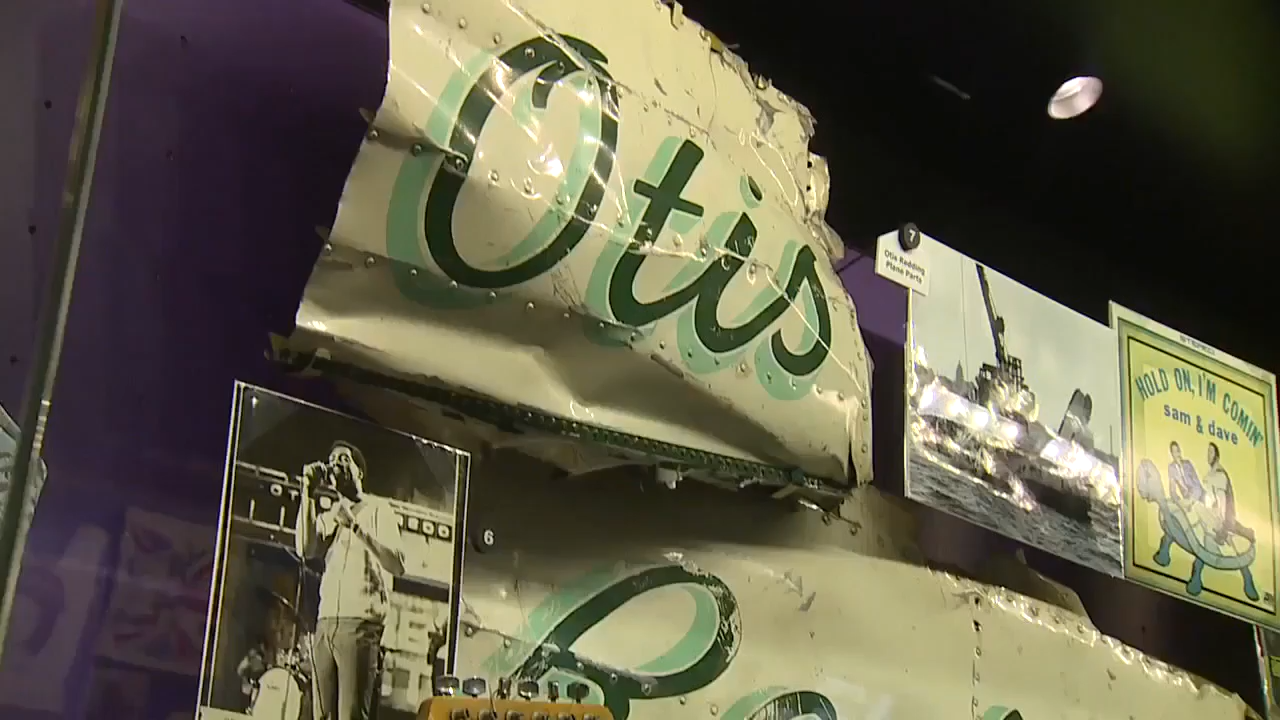 Otis
7
Otis Redding
Plane Parts
STEREO
HOLD ON, I'M COMIN'
sam & dave
6